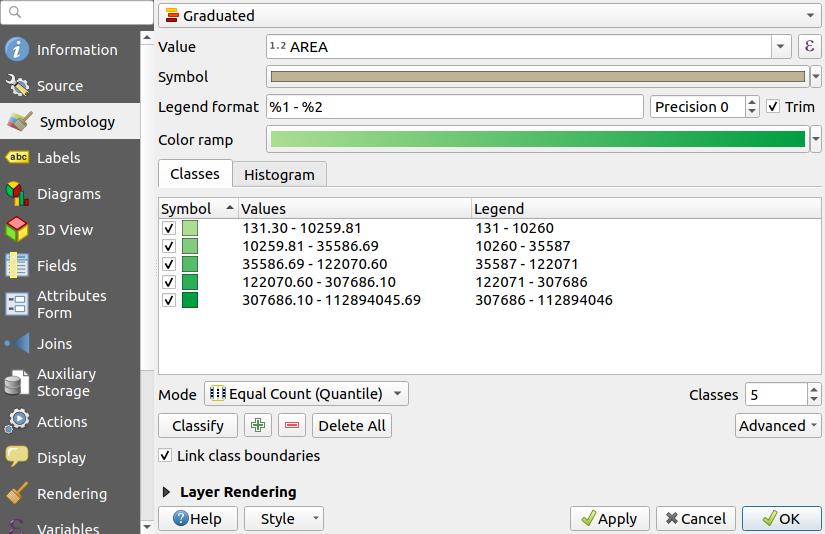 Information
Source
Symbology
abc Labels
Diagrams
3D View
Fields
Attributes
Form
Joins
Auxiliary
Storage
Actions
Display
Rendering
Variables
Graduated
Value 1.2 AREA ε
Symbol
Legend format %1 - %2 Precision 0 Trim
Color ramp
Classes Histogram
Symbol Values Legend
131.30 - 10259.81 131 - 10260
10259.81 - 35586.69 10260 - 35587
35586.69 - 122070.60 35587 - 122071
122070.60 - 307686.10 122071 - 307686
307686.10 - 112894045.69 307686 - 112894046
Mode Equal Count (Quantile) Classes 5
Classify Delete All Advanced
Link class boundaries
Layer Rendering
Help Style Apply Cancel OK